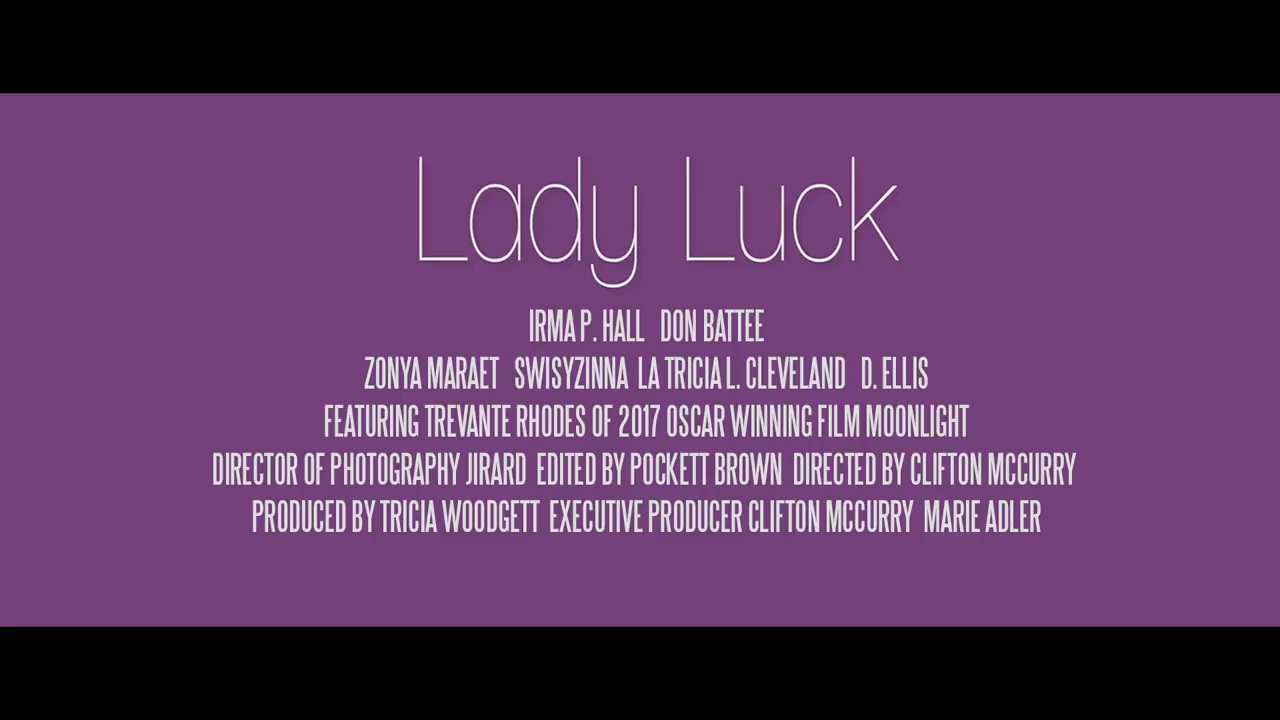 Lady Luck
IRMA P. HALL DON BATTEE
ZONYA MARAET SWISYZINNA LA TRICIA L. CLEVELAND D. ELLIS
FEATURING TREVANTE RHODES OF 2017 OSCAR WINNING FILM MOONLIGHT
DIRECTOR OF PHOTOGRAPHY JIRARD EDITED BY POCKETT BROWN DIRECTED BY CLIFTON MCCURRY
PRODUCED BY TRICIA WOODGETT EXECUTIVE PRODUCER CLIFTON MCCURRY MARIE ADLER